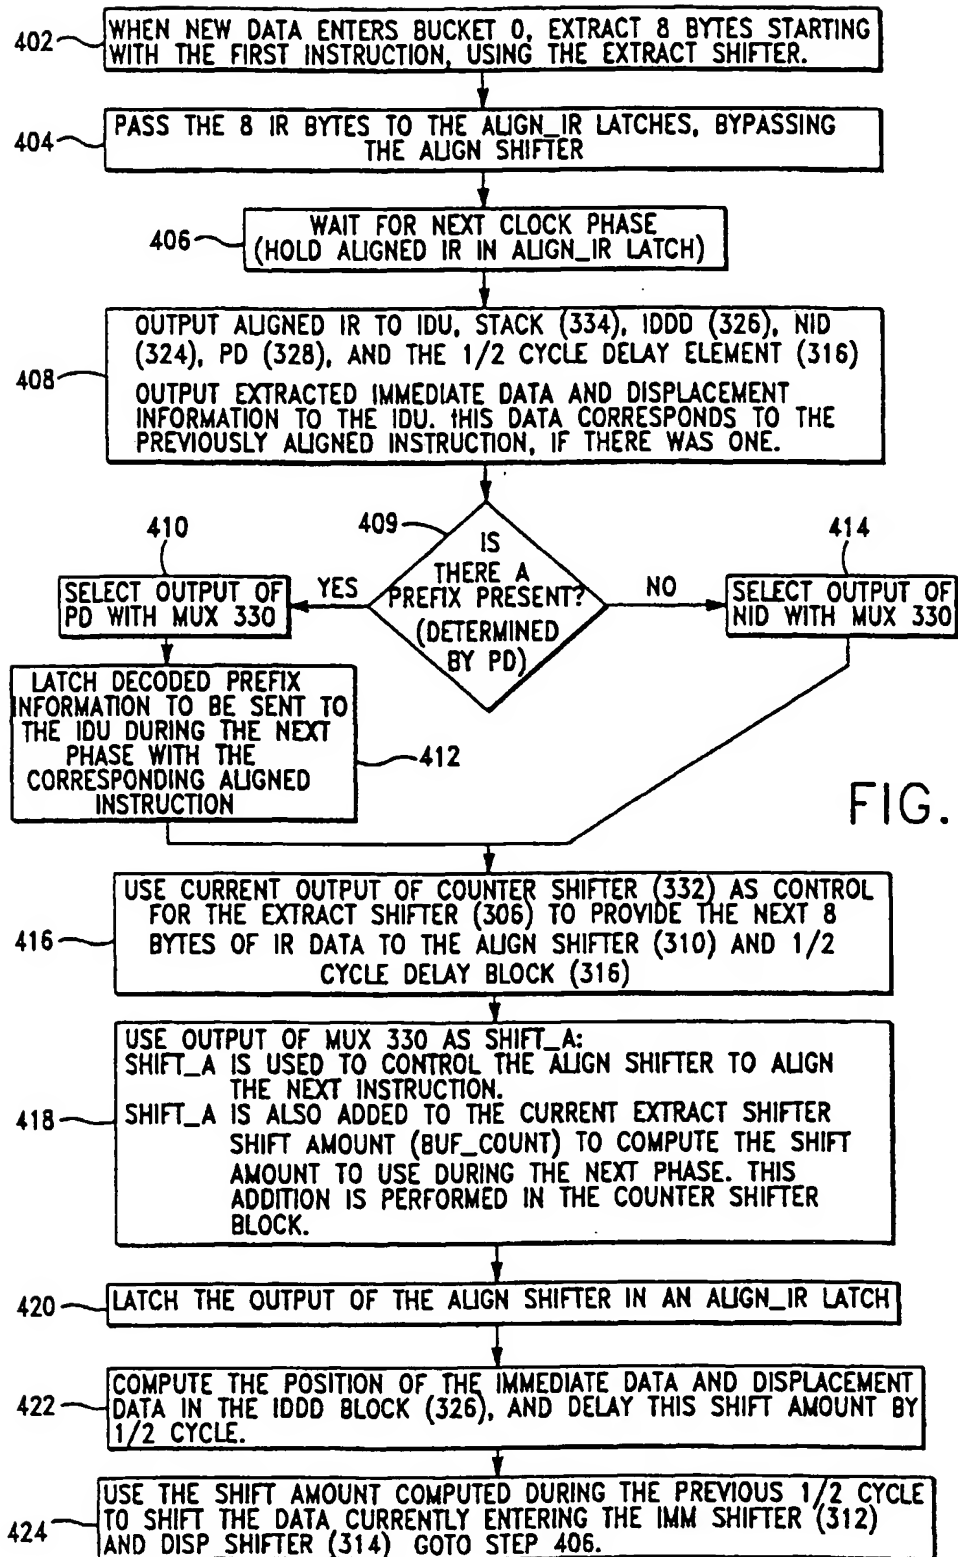 402
WHEN NEW DATA ENTERS BUCKET 0, EXTRACT 8 BYTES STARTING
WITH THE FIRST INSTRUCTION, USING THE EXTRACT SHIFTER.
404
PASS THE 8 IR BYTES TO THE ALIGN_IR LATCHES, BYPASSING
THE ALIGN SHIFTER
406
WAIT FOR NEXT CLOCK PHASE
(HOLD ALIGNED IR IN ALIGN_IR LATCH)
408
OUTPUT ALIGNED IR TO IDU, STACK (334), IDDD (326), NID
(324), PD (328), AND THE 1/2 CYCLE DELAY ELEMENT (316)
OUTPUT EXTRACTED IMMEDIATE DATA AND DISPLACEMENT
INFORMATION TO THE IDU. THIS DATA CORRESPONDS TO THE
PREVIOUSLY ALIGNED INSTRUCTION, IF THERE WAS ONE.
409
IS
THERE A
PREFIX PRESENT?
(DETERMINED
BY PD)
YES
NO
410
SELECT OUTPUT OF
PD WITH MUX 330
414
SELECT OUTPUT OF
NID WITH MUX 330
LATCH DECODED PREFIX
INFORMATION TO BE SENT TO
THE IDU DURING THE NEXT
PHASE WITH THE
CORRESPONDING ALIGNED
INSTRUCTION
412
FIG.
416
USE CURRENT OUTPUT OF COUNTER SHIFTER (332) AS CONTROL
FOR THE EXTRACT SHIFTER (306) TO PROVIDE THE NEXT 8
BYTES OF IR DATA TO THE ALIGN SHIFTER (310) AND 1/2
CYCLE DELAY BLOCK (316)
418
USE OUTPUT OF MUX 330 AS SHIFT_A:
SHIFT_A IS USED TO CONTROL THE ALIGN SHIFTER TO ALIGN
THE NEXT INSTRUCTION.
SHIFT_A IS ALSO ADDED TO THE CURRENT EXTRACT SHIFTER
SHIFT AMOUNT (BUF_COUNT) TO COMPUTE THE SHIFT
AMOUNT TO USE DURING THE NEXT PHASE. THIS
ADDITION IS PERFORMED IN THE COUNTER SHIFTER
BLOCK.
420
LATCH THE OUTPUT OF THE ALIGN SHIFTER IN AN ALIGN_IR LATCH
422
COMPUTE THE POSITION OF THE IMMEDIATE DATA AND DISPLACEMENT
DATA IN THE IDDD BLOCK (326), AND DELAY THIS SHIFT AMOUNT BY
1/2 CYCLE.
424
USE THE SHIFT AMOUNT COMPUTED DURING THE PREVIOUS 1/2 CYCLE
TO SHIFT THE DATA CURRENTLY ENTERING THE IMM SHIFTER (312)
AND DISP SHIFTER (314) GOTO STEP 406.